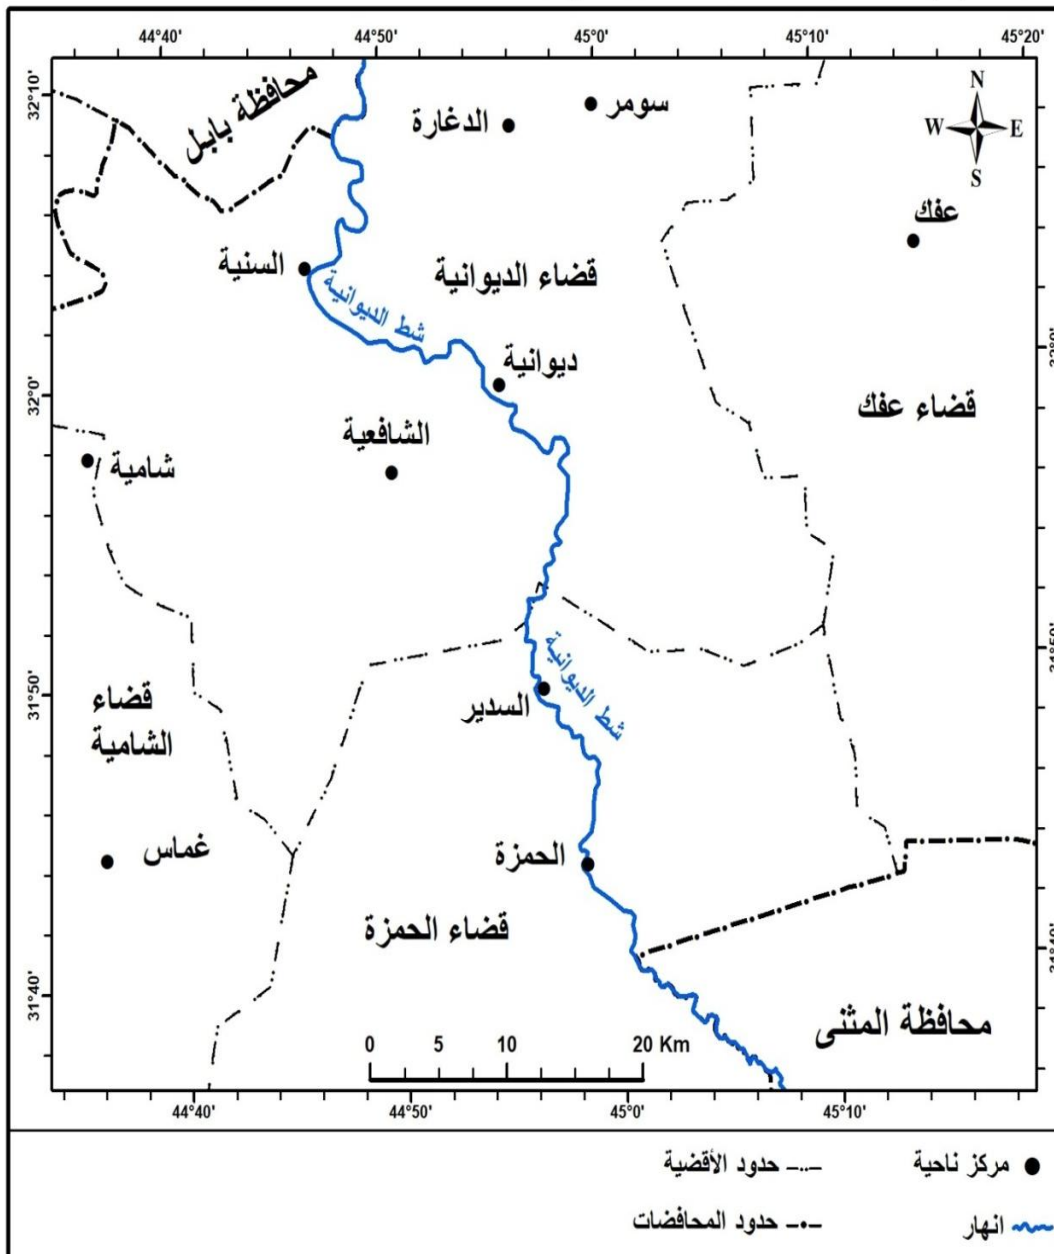 44°40'
44°50'
45°0'
45°10'
45°20'
32°10'
32°0'
31°50'
31°40'
محافظة بابل
الدغارة
سومر
N
W
E
S
عفك
السنية
قضاء الديوانية
شط الديوانية
ديوانية
قضاء عفك
الشافعية
شامية
شط الديوانية
السدير
قضاء
الشامية
غماس
الحمزة
قضاء الحمزة
محافظة المثنى
0 5 10 20 Km
44°40'
44°50'
45°0'
45°10'
مركز ناحية
حدود الأقضية
انهار
حدود المحافضات